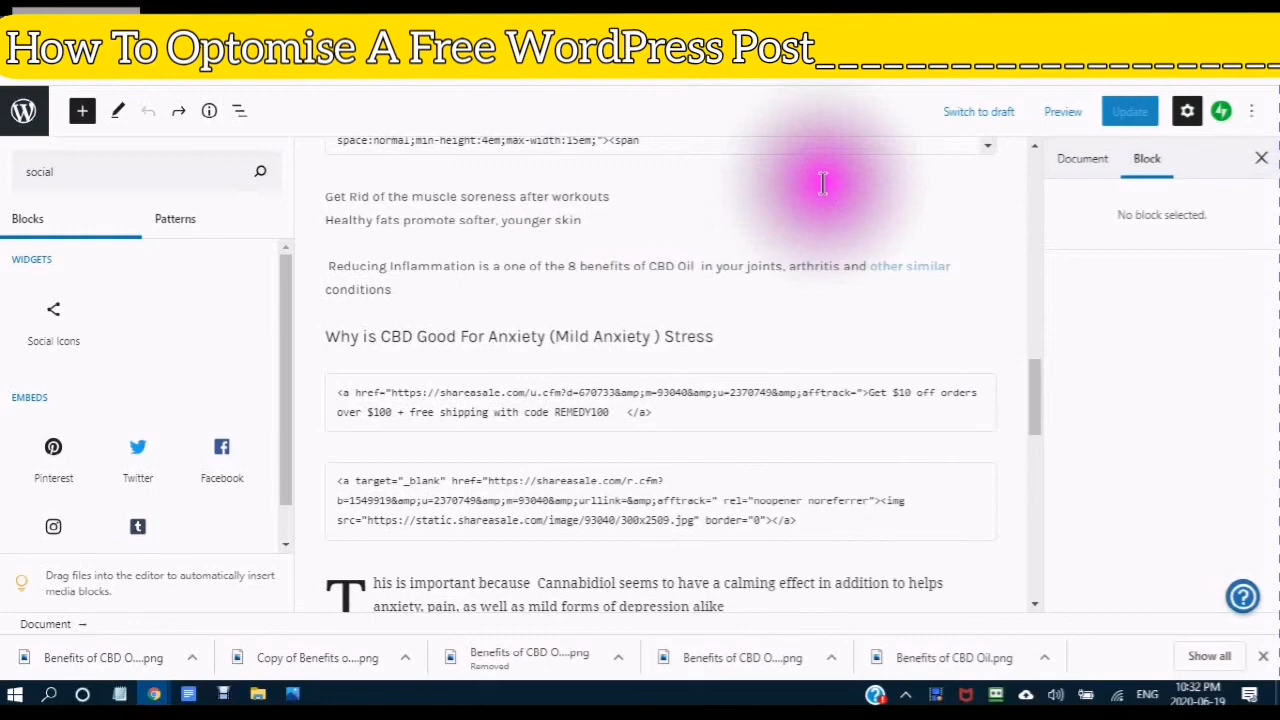 How To Optomise A Free WordPress Post_______________
Switch to draft
Preview
Update
social
space:normal;min-height:4em;max-width:15em;"><span
Document
Block
Get Rid of the muscle soreness after workouts
Blocks
Patterns
No block selected.
Healthy fats promote softer, younger skin
WIDGETS
Reducing Inflammation is a one of the 8 benefits of CBD Oil  in your joints, arthritis and other similar
conditions
Social Icons
Why is CBD Good For Anxiety (Mild Anxiety ) Stress
EMBEDS
<a href="https://shareasale.com/u.cfm?d=670733&amp;m=93040&amp;u=2370749&amp;afftrack=">Get $10 off orders
over $100 + free shipping with code REMEDY100   </a>
Pinterest
Twitter
Facebook
<a target="_blank" href="https://shareasale.com/r.cfm?
b=1549919&amp;u=2370749&amp;m=93040&amp;urllink=&amp;afftrack=" rel="noopener noreferrer"><img
src="https://static.shareasale.com/image/93040/300x2509.jpg" border="0"></a>
Drag files into the editor to automatically insert
media blocks.
This is important because  Cannabidiol seems to have a calming effect in addition to helps
anxiety, pain, as well as mild forms of depression alike
Document →
Benefits of CBD O....png
Copy of Benefits o....png
Benefits of CBD O....png
Removed
Benefits of CBD O....png
Benefits of CBD Oil.png
Show all
ENG
10:32 PM
2020-06-19